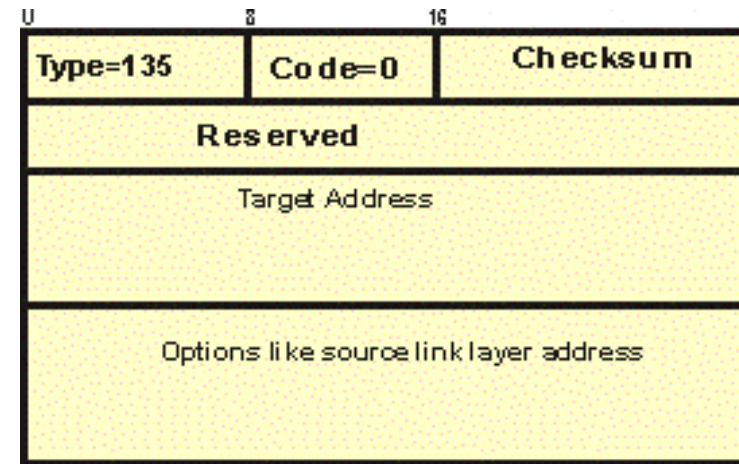 0 8 16
Type=135 Code=0 Checksum
Reserved
Target Address
Options like source link layer address